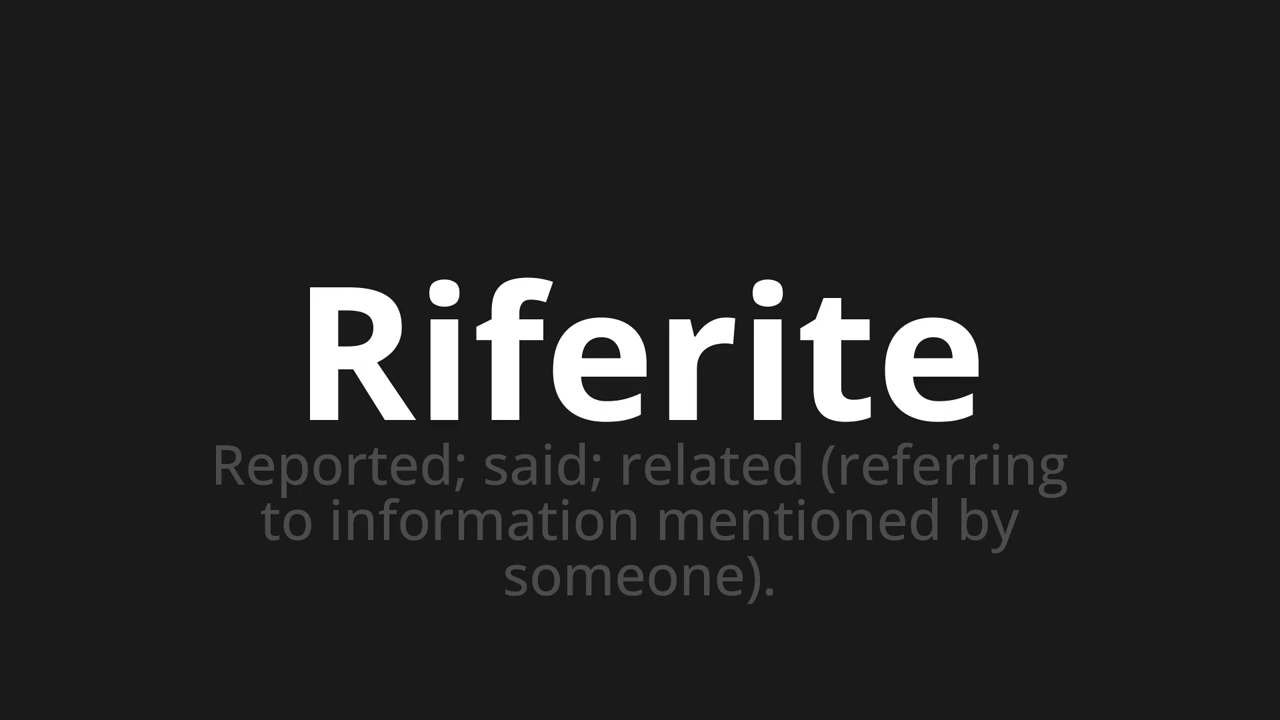 Riferite
Reported; said; related (referring
to information mentioned by
someone).